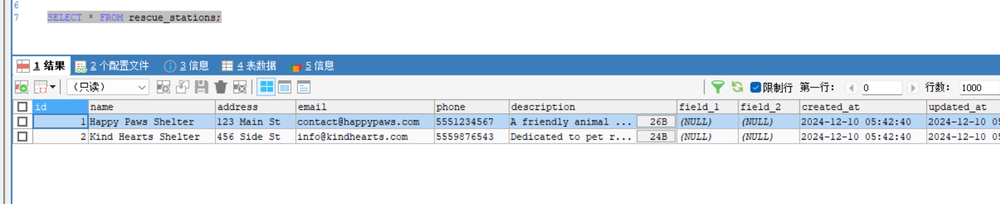 6
7 SELECT * FROM rescue_stations;
1 结果 2 个配置文件 3 信息 4 表数据 5 信息
(只读) 限制行 第一行: 0 行数: 1000
id name address email phone description field_1 field_2 created_at updated_at
1 Happy Paws Shelter 123 Main St contact@happypaws.com 5551234567 A friendly animal ... 26B (NULL) (NULL) 2024-12-10 05:42:40 2024-12-10 05
2 Kind Hearts Shelter 456 Side St info@kindhearts.com 5559876543 Dedicated to pet r... 24B (NULL) (NULL) 2024-12-10 05:42:40 2024-12-10 05